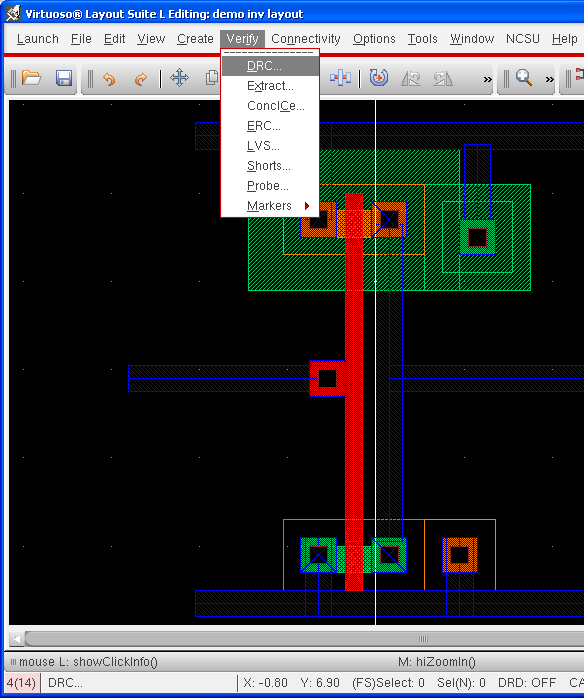 Virtuoso® Layout Suite L Editing: demo inv layout
Launch File Edit View Create Verify Connectivity Options Tools Window NCSU Help
» »
DRC...
Extract...
ConclCe...
ERC...
LVS...
Shorts...
Probe...
Markers
mouse L: showClickInfo() M: hiZoomIn()
4(14) DRC... X: -0.80 Y: 6.90 (FS)Select: 0 Sel(N): 0 DRD: OFF CA